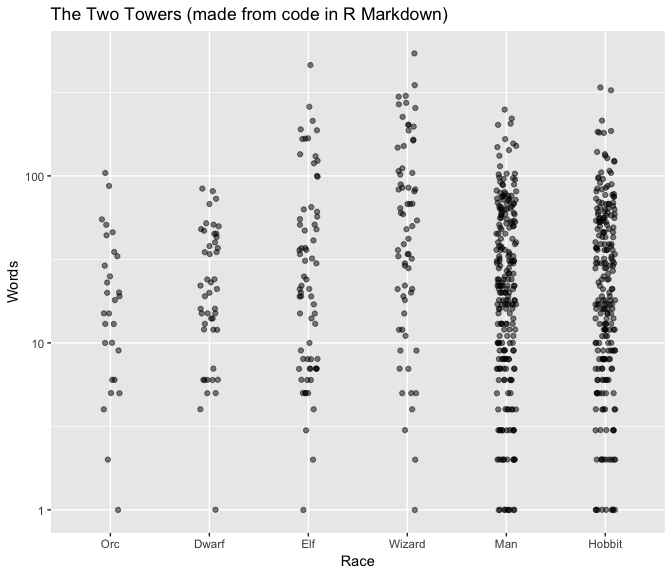 The Two Towers (made from code in R Markdown)
Words
100
10
1
Orc Dwarf Elf Wizard Man Hobbit
Race